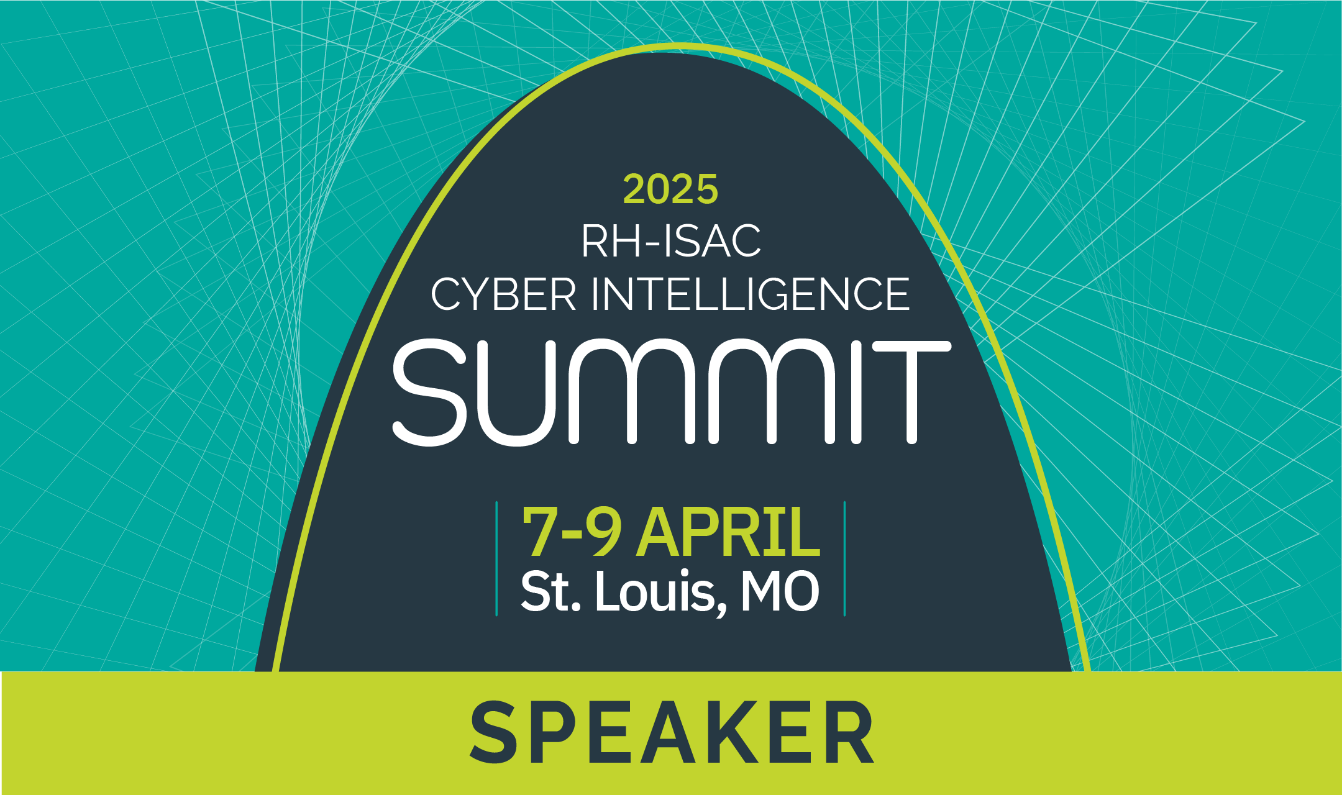 2025
RH-ISAC
CYBER INTELLIGENCE
SUMMIT
7-9 APRIL
St. Louis, MO
SPEAKER